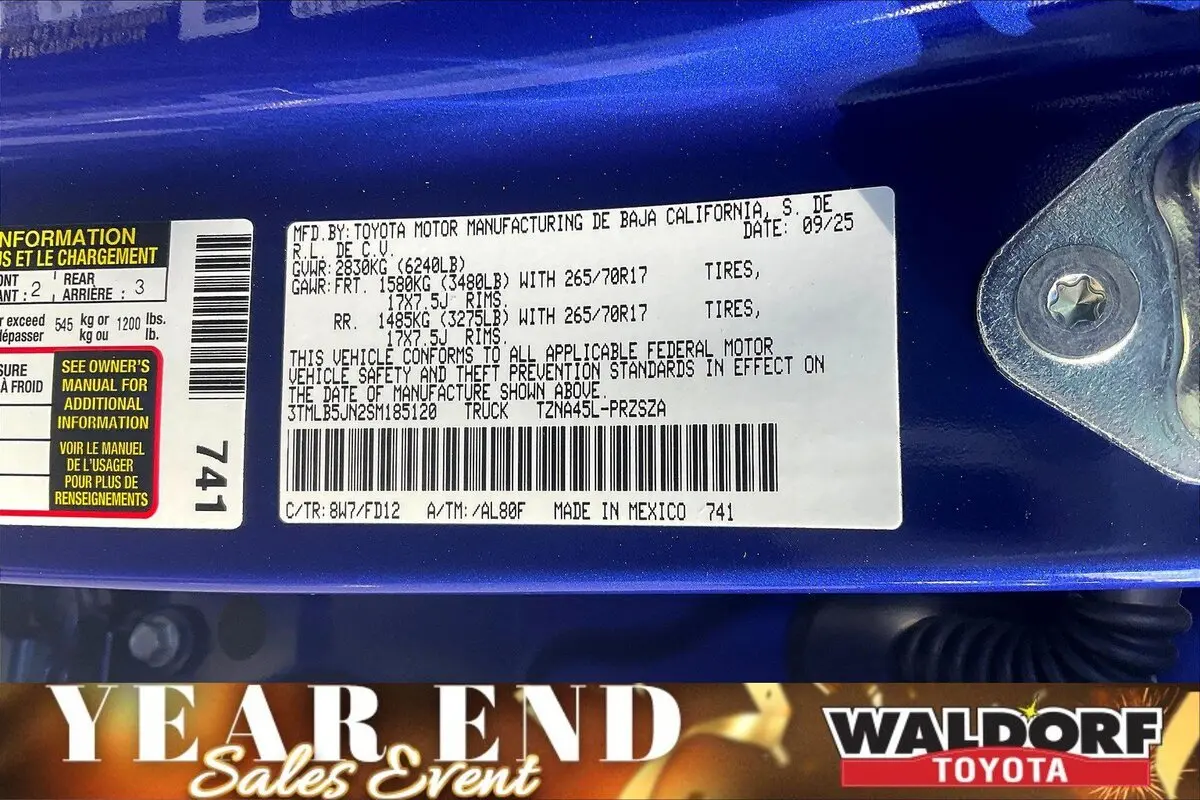 NFORMATION
S ET LE CHARGEMENT
ONT
ANT : 2
REAR
ARRIÈRE : 3
r exceed 545 kg or 1200 lbs.
dépasser kg ou lb.
SURE
À FROID
SEE OWNER'S
MANUAL FOR
ADDITIONAL
INFORMATION
VOIR LE MANUEL
DE L'USAGER
POUR PLUS DE
RENSEIGNEMENTS
741
MFD.BY:TOYOTA MOTOR MANUFACTURING DE BAJA CALIFORNIA, S. DE
R.L. DE C.V. DATE: 09/25
GVWR:2830KG (6240LB)
GAWR:FRT. 1580KG (3480LB) WITH 265/70R17 TIRES,
17X7.5J RIMS.
RR. 1485KG (3275LB) WITH 265/70R17 TIRES,
17X7.5J RIMS.
THIS VEHICLE CONFORMS TO ALL APPLICABLE FEDERAL MOTOR
VEHICLE SAFETY AND THEFT PREVENTION STANDARDS IN EFFECT ON
THE DATE OF MANUFACTURE SHOWN ABOVE.
3TMLB5JN2SM185120 TRUCK TZNA45L-PRZSZA
C/TR:8W7/FD12 A/TM:/AL80F MADE IN MEXICO 741
YEAR END
Sales Event
WALDORF
TOYOTA